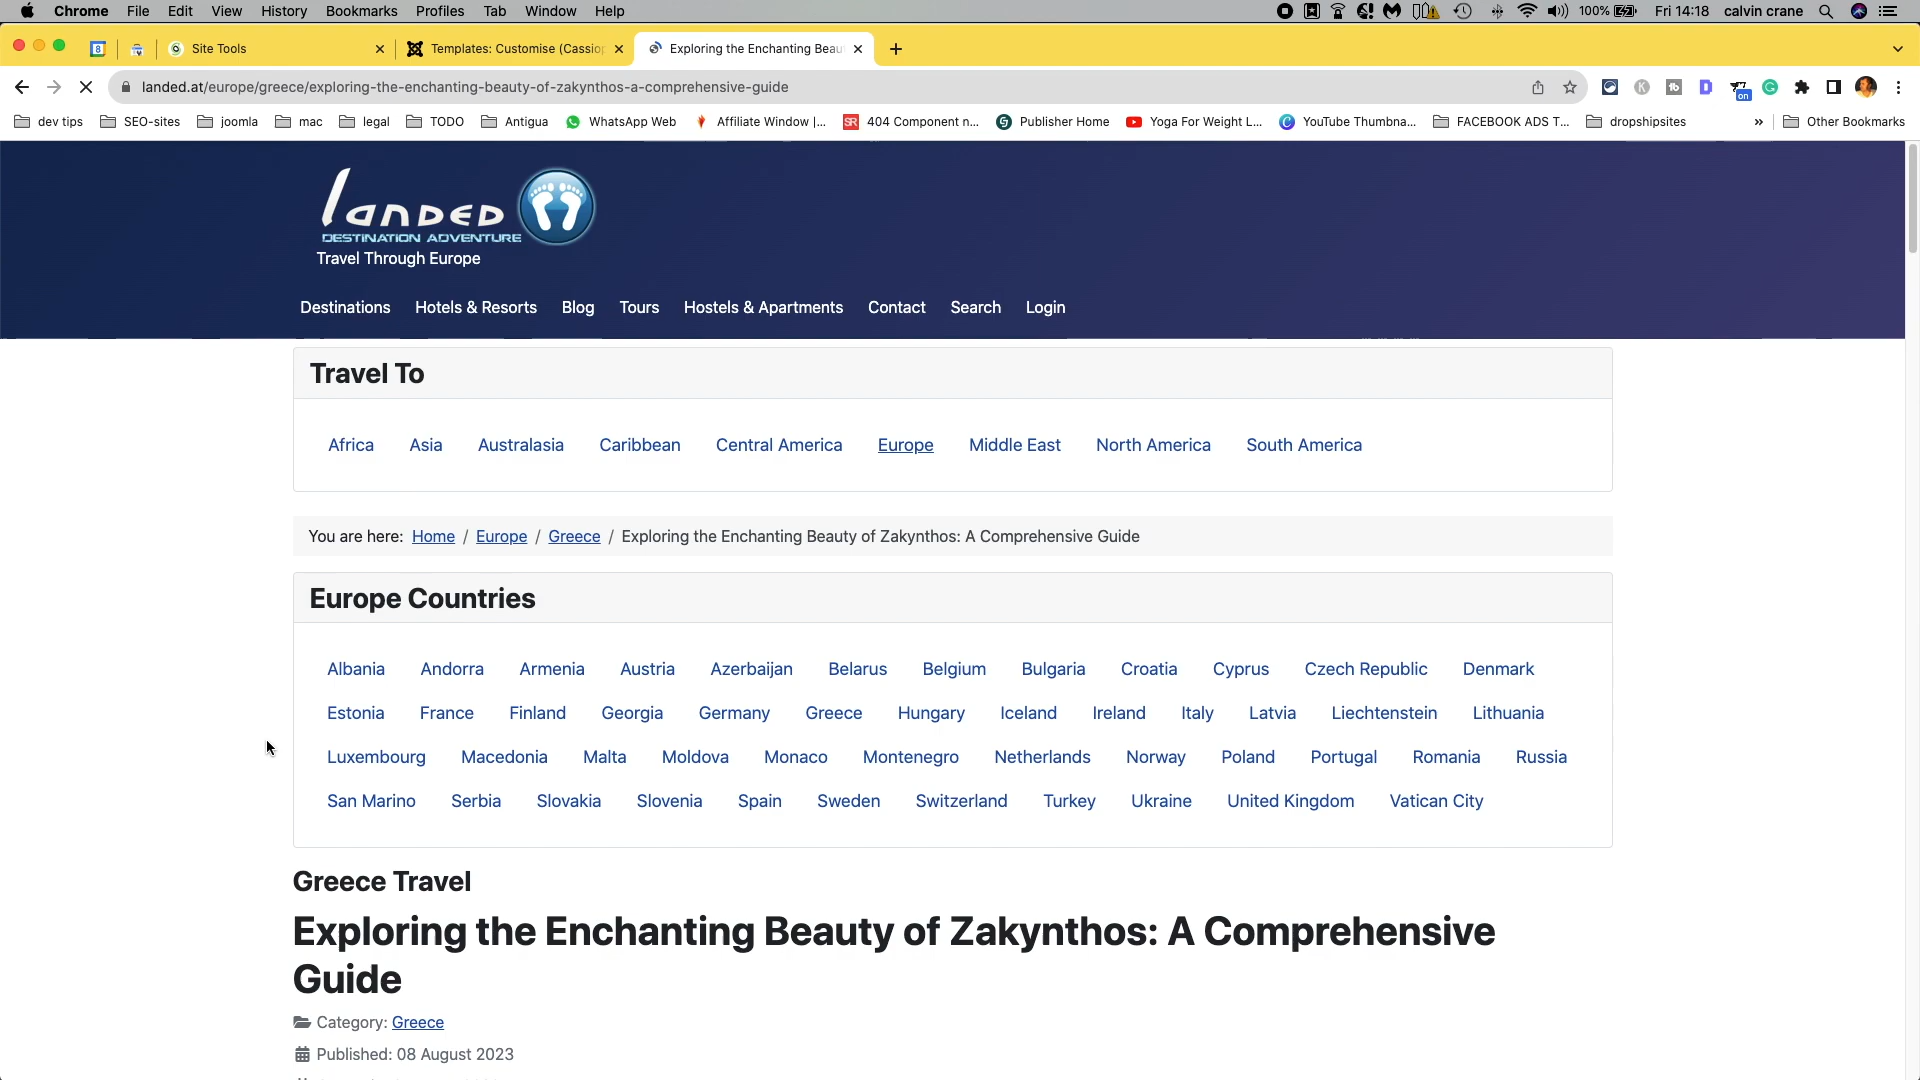 Chrome File Edit View History Bookmarks Profiles Tab Window Help 100% Fri 14:18 calvin crane
8 Site Tools Templates: Customise (Cassio Exploring the Enchanting Beau
landed.at/europe/greece/exploring-the-enchanting-beauty-of-zakynthos-a-comprehensive-guide on
dev tips SEO-sites joomla mac legal TODO Antigua WhatsApp Web Affiliate Window |... SR 404 Component n... Publisher Home Yoga For Weight L... YouTube Thumbna... FACEBOOK ADS T... dropshipsites » Other Bookmarks
LANDED
DESTINATION ADVENTURE
Travel Through Europe
Destinations Hotels & Resorts Blog Tours Hostels & Apartments Contact Search Login
Travel To
Africa Asia Australasia Caribbean Central America Europe Middle East North America South America
You are here: Home / Europe / Greece / Exploring the Enchanting Beauty of Zakynthos: A Comprehensive Guide
Europe Countries
Albania Andorra Armenia Austria Azerbaijan Belarus Belgium Bulgaria Croatia Cyprus Czech Republic Denmark
Estonia France Finland Georgia Germany Greece Hungary Iceland Ireland Italy Latvia Liechtenstein Lithuania
Luxembourg Macedonia Malta Moldova Monaco Montenegro Netherlands Norway Poland Portugal Romania Russia
San Marino Serbia Slovakia Slovenia Spain Sweden Switzerland Turkey Ukraine United Kingdom Vatican City
Greece Travel
Exploring the Enchanting Beauty of Zakynthos: A Comprehensive
Guide
Category: Greece
Published: 08 August 2023